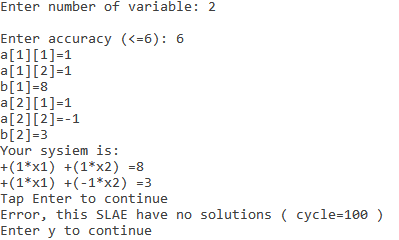 Enter number of variable: 2
Enter accuracy (<=6): 6
a[1][1]=1
a[1][2]=1
b[1]=8
a[2][1]=1
a[2][2]=-1
b[2]=3
Your sysiem is:
+(1*x1) +(1*x2) =8
+(1*x1) +(-1*x2) =3
Tap Enter to continue
Error, this SLAE have no solutions ( cycle=100 )
Enter y to continue